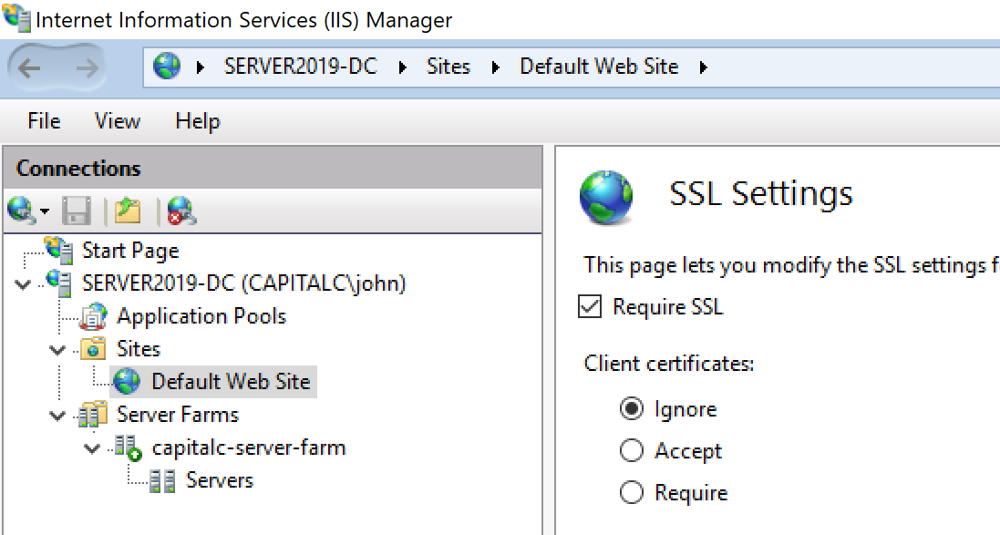 Internet Information Services (IIS) Manager
SERVER2019-DC Sites Default Web Site
File View Help
Connections
Start Page
SERVER2019-DC (CAPITALC\john)
Application Pools
Sites
Default Web Site
Server Farms
capitalc-server-farm
Servers
SSL Settings
This page lets you modify the SSL settings
Require SSL
Client certificates:
Ignore
Accept
Require